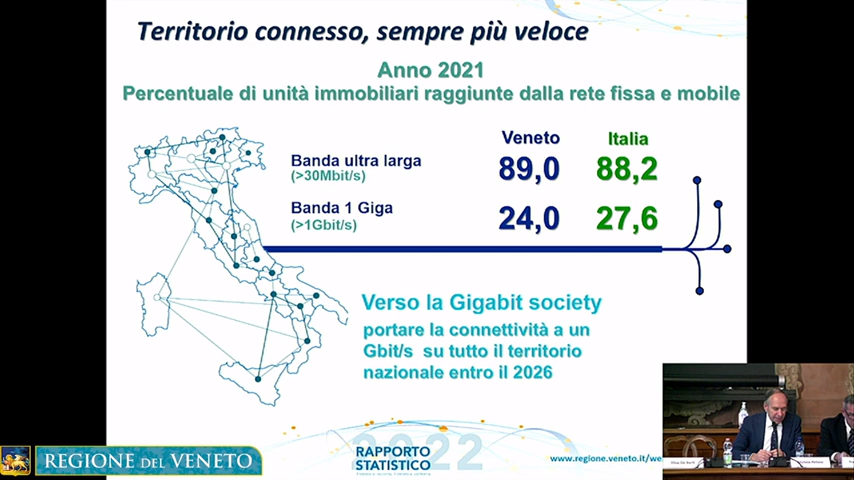 Territorio connesso, sempre più veloce
Anno 2021
Percentuale di unità immobiliari raggiunte dalla rete fissa e mobile
Veneto Italia
Banda ultra larga 89,0 88,2
(>30Mbit/s)
Banda 1 Giga 24,0 27,6
(>1Gbit/s)
Verso la Gigabit society
portare la connettività a un
Gbit/s su tutto il territorio
nazionale entro il 2026
2022
RAPPORTO
STATISTICO
www.regione.veneto.it/we
REGIONE DEL VENETO